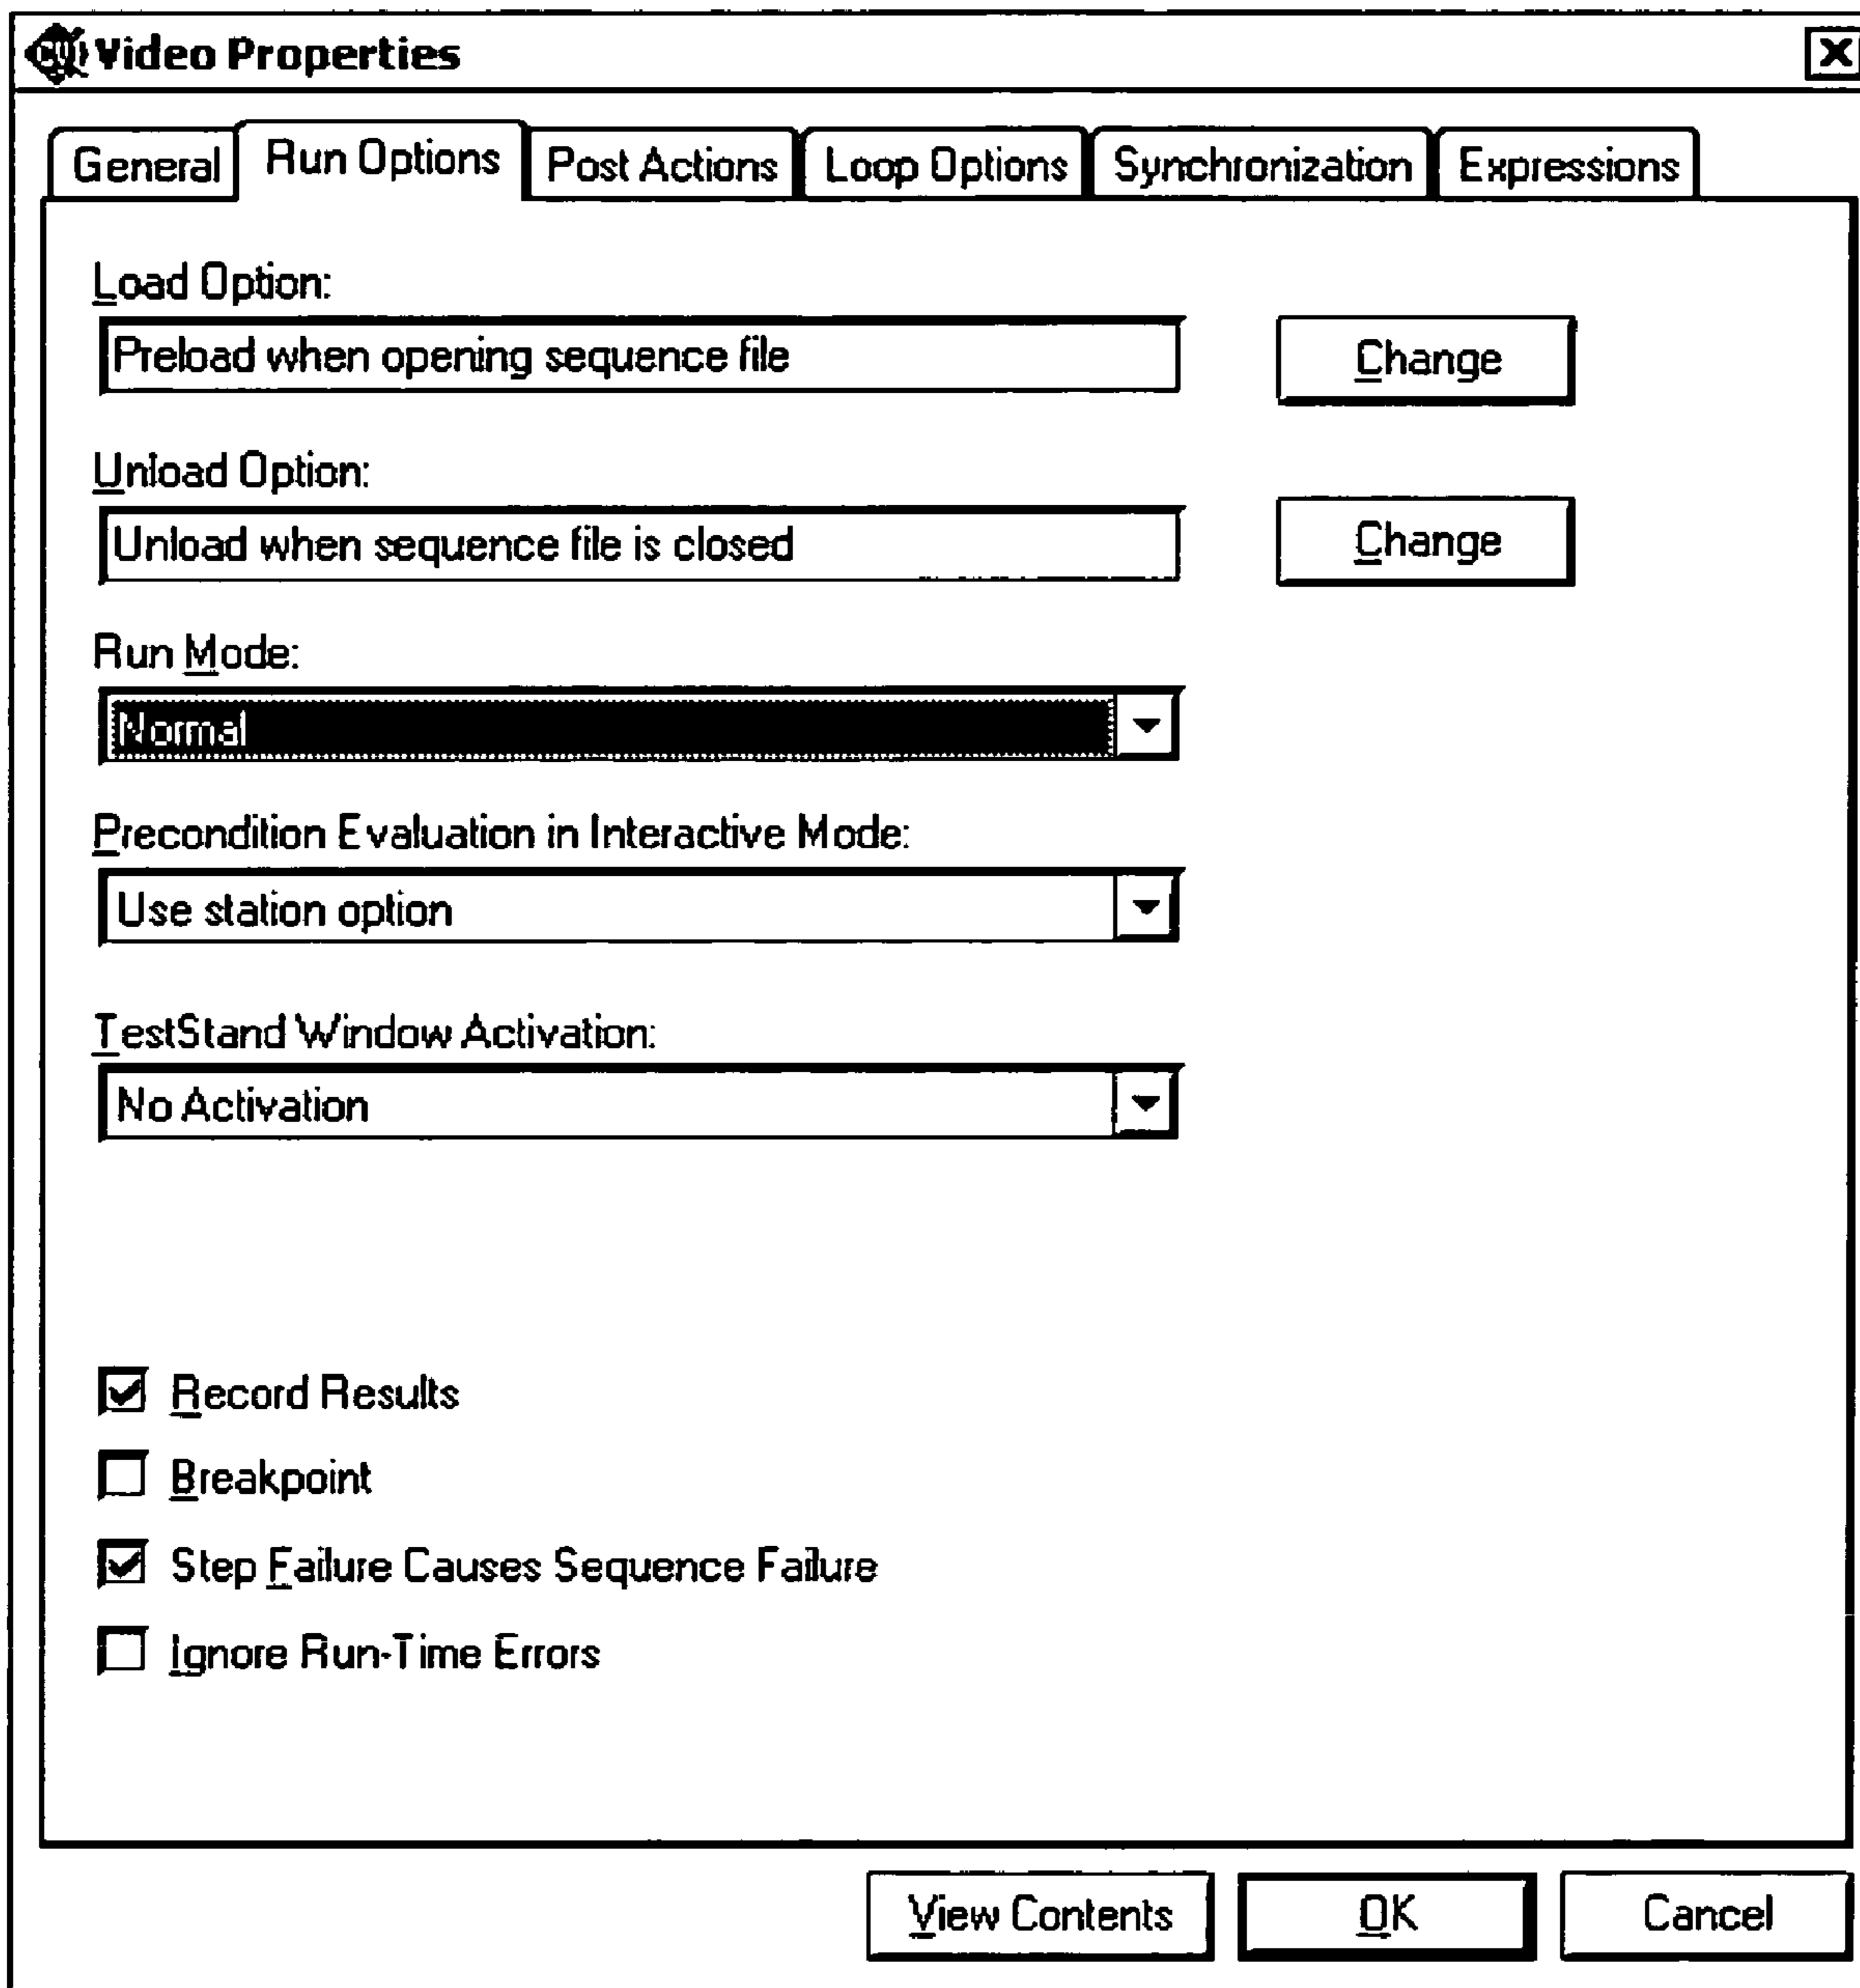 Video Properties
General Run Options Post Actions Loop Options Synchronization Expressions
Load Option:
Preload when opening sequence file Change
Unload Option:
Unload when sequence file is closed Change
Run Mode:
Normal
Precondition Evaluation in Interactive Mode:
Use station option
TestStand Window Activation:
No Activation
Record Results
Breakpoint
Step Failure Causes Sequence Failure
Ignore Run-Time Errors
View Contents OK Cancel